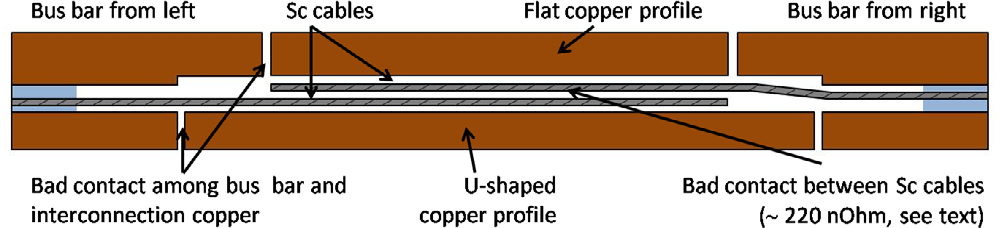 Bus bar from left
Sc cables
Flat copper profile
Bus bar from right
Bad contact among bus bar and
interconnection copper
U-shaped
copper profile
Bad contact between Sc cables
(~ 220 nOhm, see text)